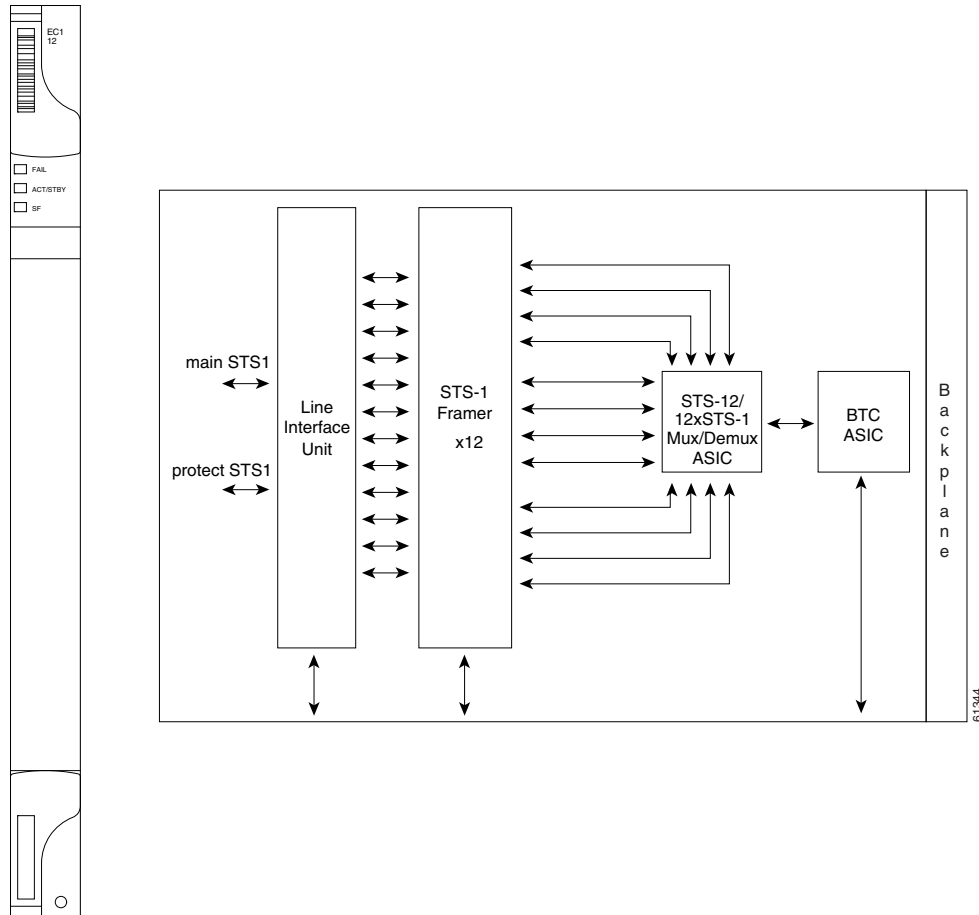 EC1
12
FAIL
ACT/STBY
SF
main STS1
protect STS1
Line
Interface
Unit
STS-1
Framer
x12
STS-12/
12xSTS-1
Mux/Demux
ASIC
BTC
ASIC
B
a
c
k
p
l
a
n
e
61344